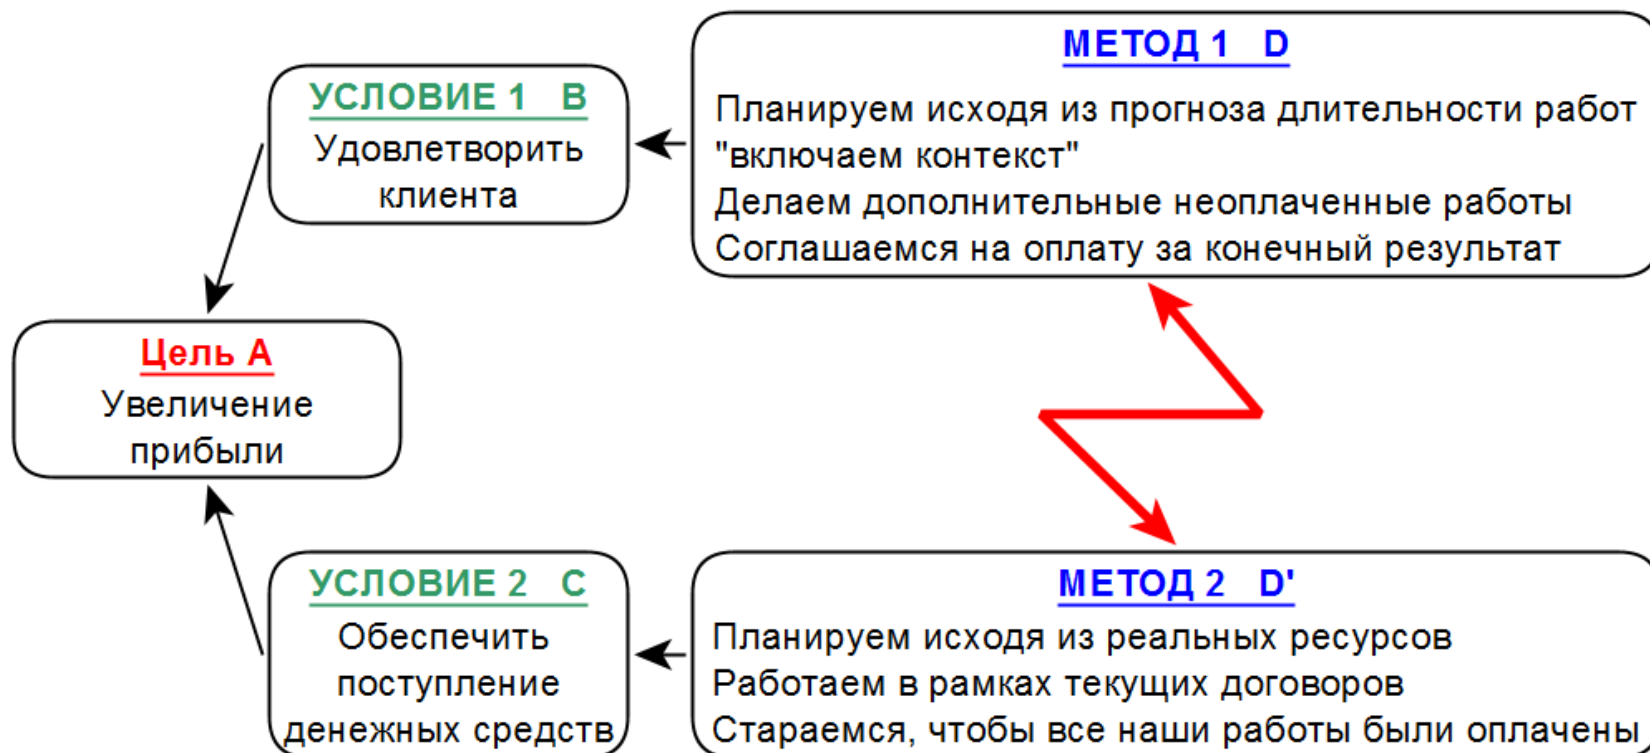 МЕТОД 1 D
Планируем исходя из прогноза длительности работ
"включаем контекст"
Делаем дополнительные неоплаченные работы
Соглашаемся на оплату за конечный результат
УСЛОВИЕ 1 B
Удовлетворить
клиента
Цель A
Увеличение
прибыли
УСЛОВИЕ 2 C
Обеспечить
поступление
денежных средств
МЕТОД 2 D'
Планируем исходя из реальных ресурсов
Работаем в рамках текущих договоров
Стараемся, чтобы все наши работы были оплачены